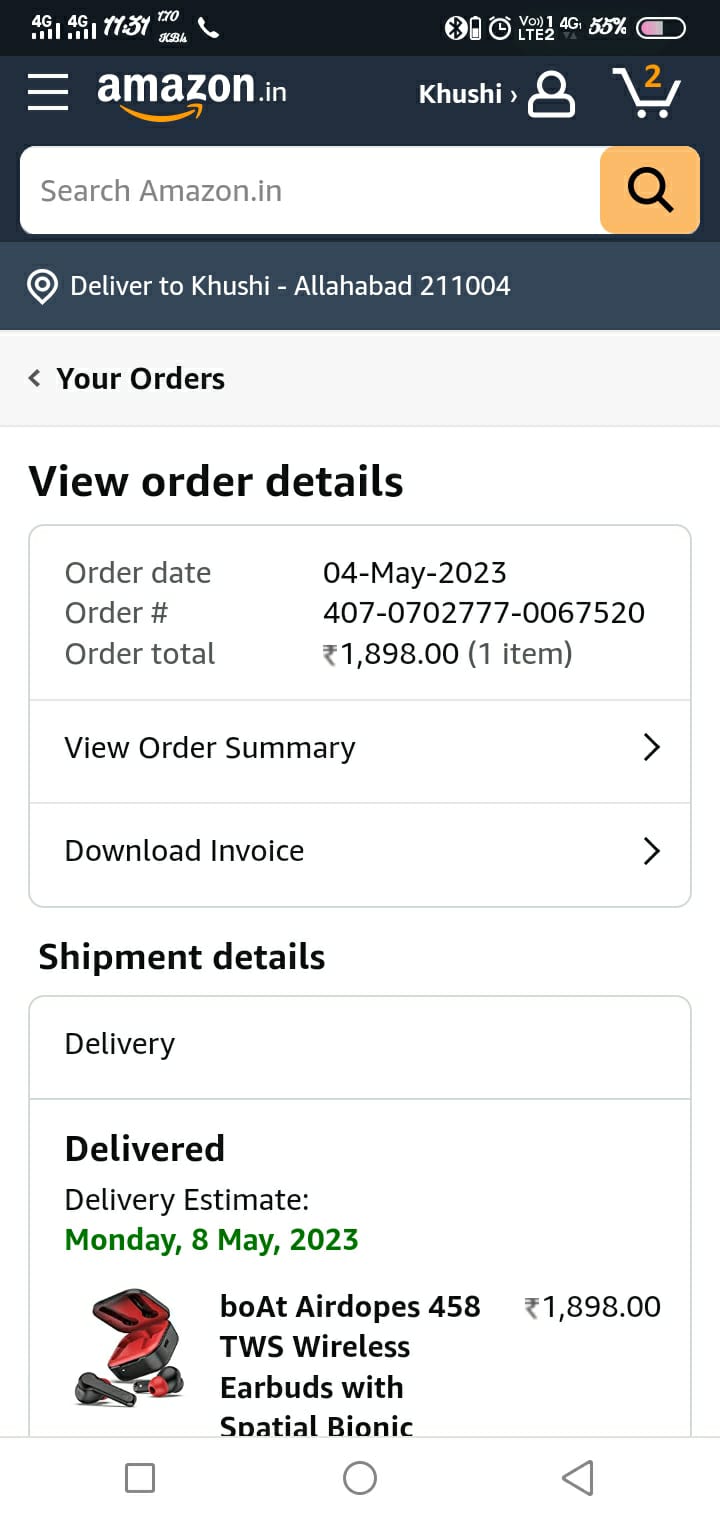 4G 4G 11:31 170 KB/s Vo)) 1 LTE2 4G 55%
amazon.in Khushi › 2
Search Amazon.in
Deliver to Khushi - Allahabad 211004
‹ Your Orders
View order details
Order date 04-May-2023
Order # 407-0702777-0067520
Order total ₹1,898.00 (1 item)
View Order Summary
Download Invoice
Shipment details
Delivery
Delivered
Delivery Estimate:
Monday, 8 May, 2023
boAt Airdopes 458 ₹1,898.00
TWS Wireless
Earbuds with
Spatial Bionic